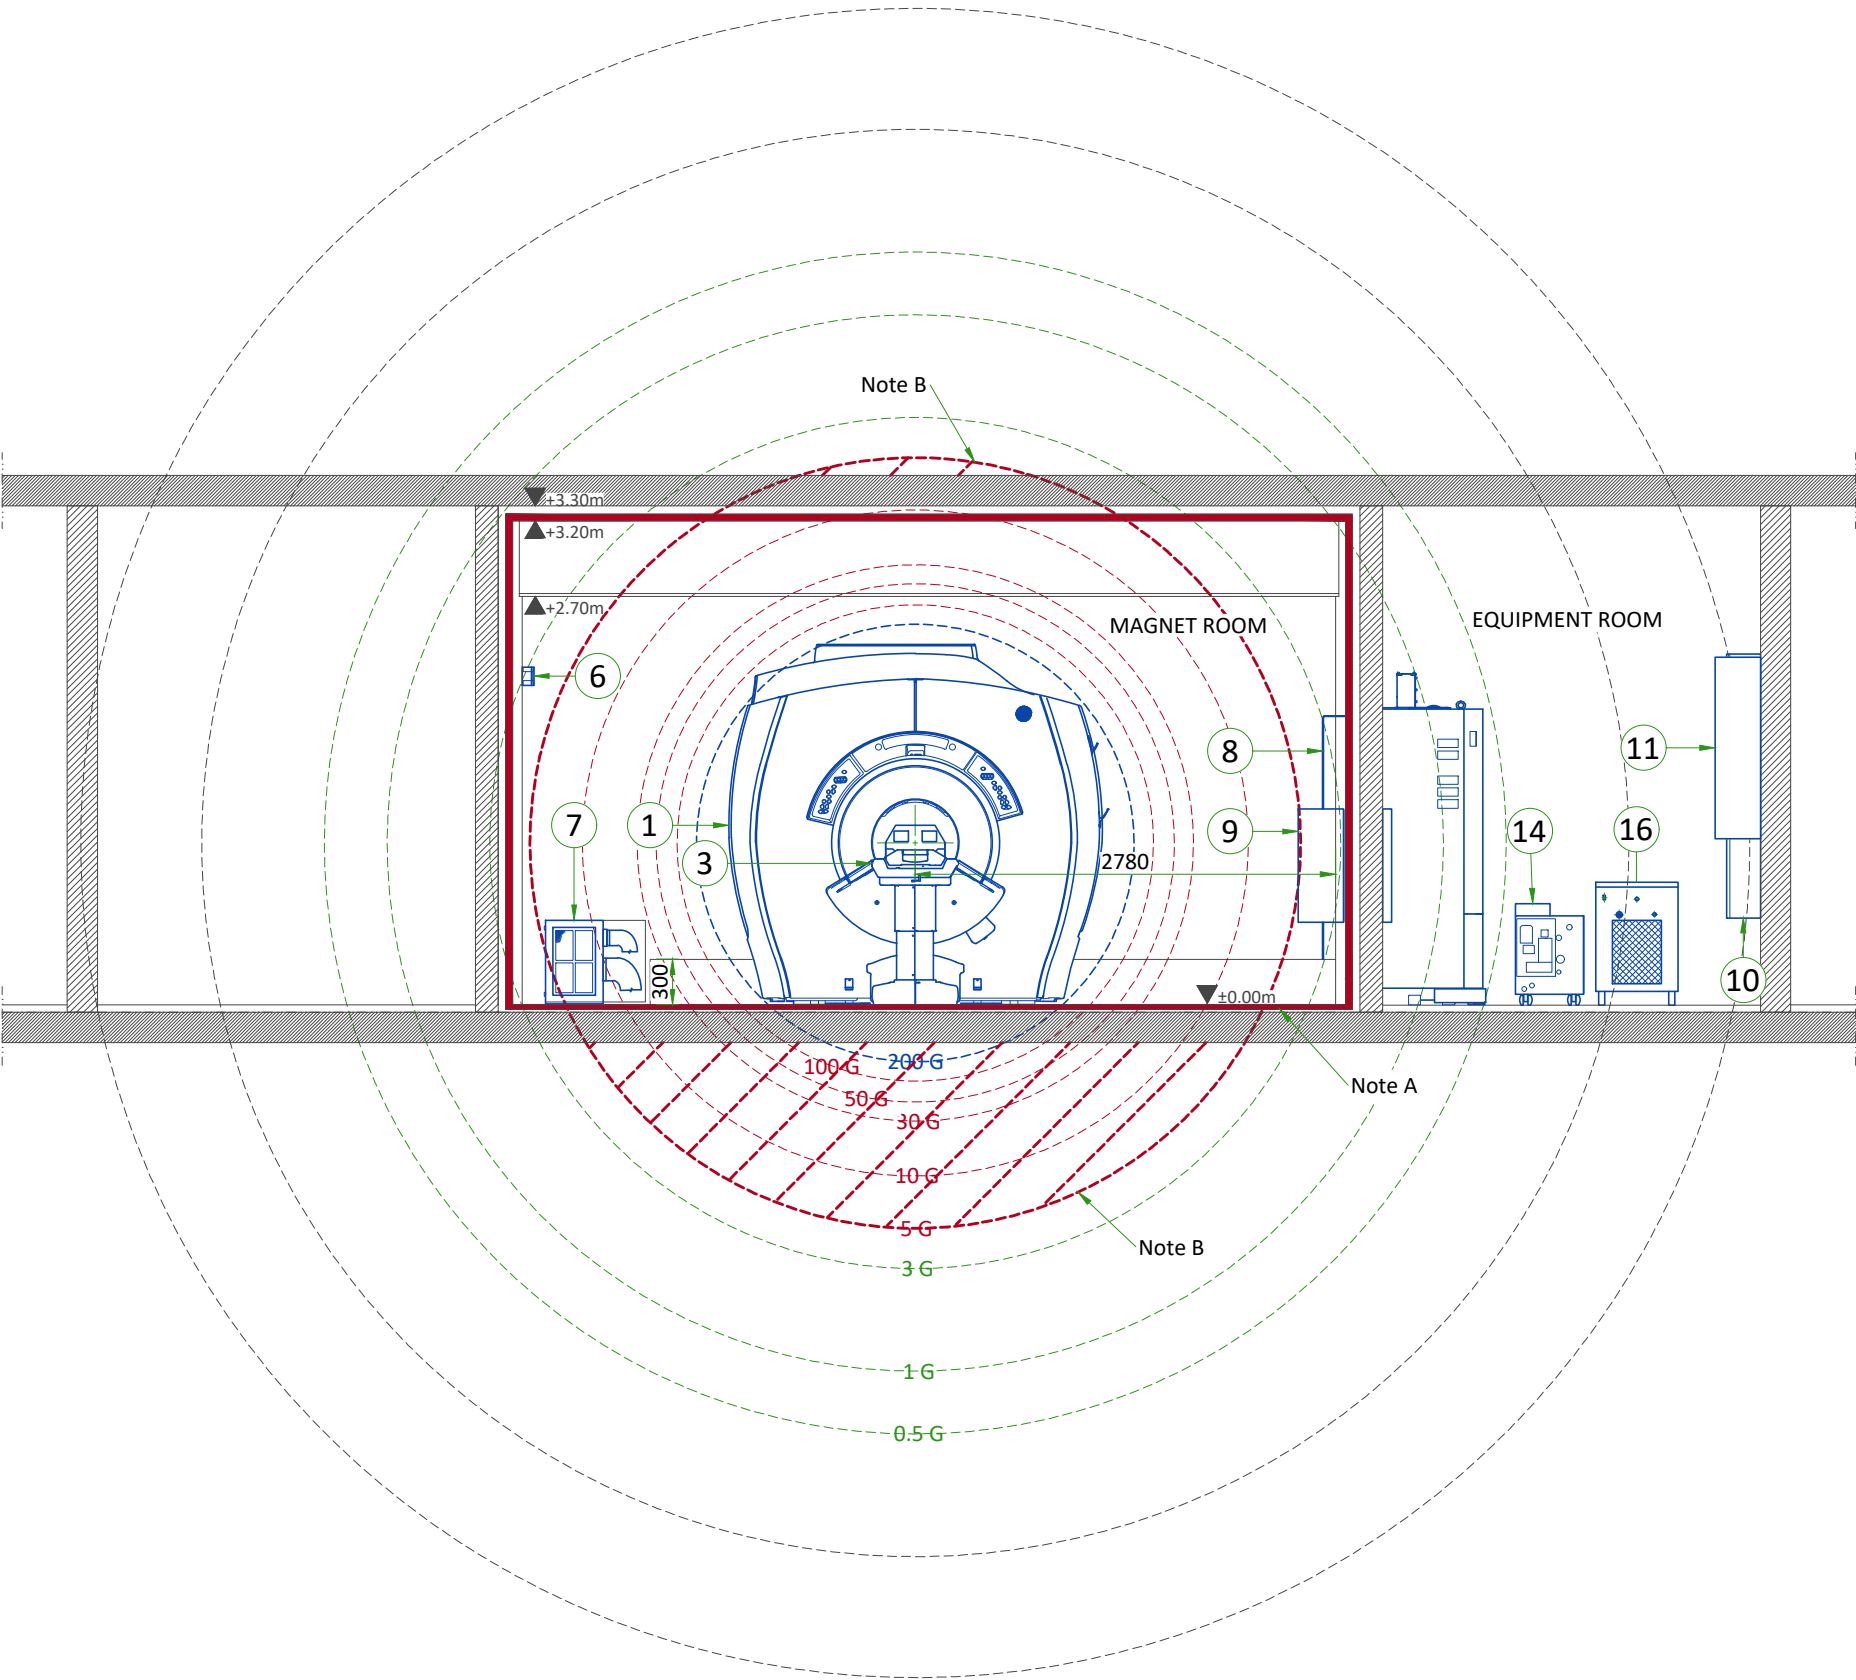 Note B
+3.30m
+3.20m
+2.70m
MAGNET ROOM
EQUIPMENT ROOM
6
8
11
7
1
9
14
16
3
2780
300
±0.00m
10
200 G
100 G
50 G
30 G
Note A
10 G
5 G
Note B
3 G
1 G
0.5 G